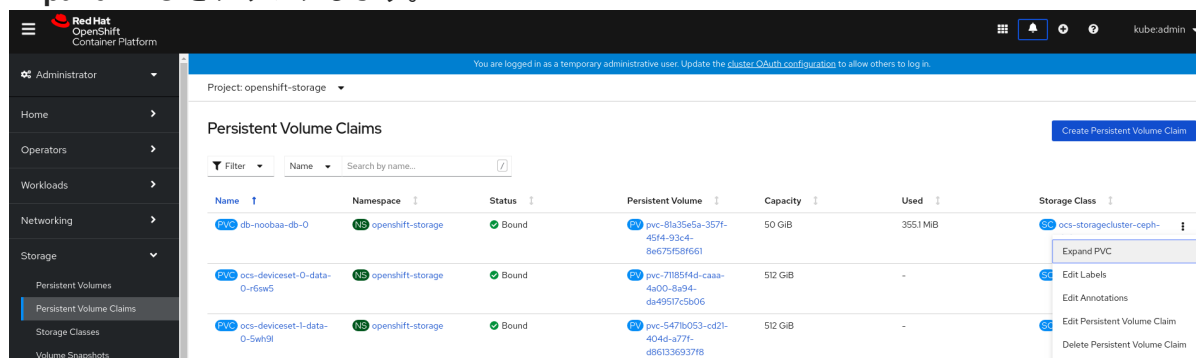 Red Hat
OpenShift
Container Platform
kube:admin
Administrator
You are logged in as a temporary administrative user. Update the cluster OAuth configuration to allow others to log in.
Project: openshift-storage
Home
Operators
Workloads
Networking
Storage
Persistent Volumes
Persistent Volume Claims
Storage Classes
Volume Snapshots
Persistent Volume Claims
Create Persistent Volume Claim
Filter
Name
Search by name...
/
Name
Namespace
Status
Persistent Volume
Capacity
Used
Storage Class
PVC db-noobaa-db-0
NS openshift-storage
Bound
PV pvc-81a35e5a-357f-
45f4-93c4-
8e675f58f661
50 GiB
355.1 MiB
SC ocs-storagecluster-ceph-
PVC ocs-deviceset-0-data-
0-r6sw5
NS openshift-storage
Bound
PV pvc-71185f4d-caaa-
4a00-8a94-
da49517c5b06
512 GiB
-
SC
PVC ocs-deviceset-1-data-
0-5wh9l
NS openshift-storage
Bound
PV pvc-5471b053-cd21-
404d-a77f-
d861336937f8
512 GiB
-
SC
Expand PVC
Edit Labels
Edit Annotations
Edit Persistent Volume Claim
Delete Persistent Volume Claim